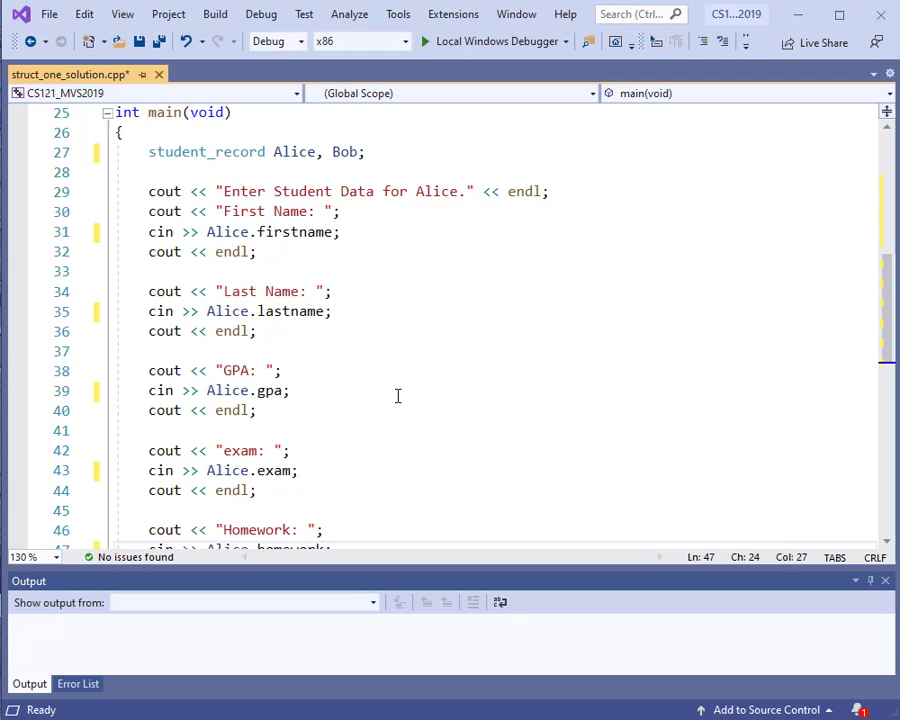 File Edit View Project Build Debug Test Analyze Tools Extensions Window Help Search (Ctrl... CS1...2019
Debug x86 Local Windows Debugger Live Share
struct_one_solution.cpp*
CS121_MVS2019 (Global Scope) main(void)
25 int main(void)
26 {
27 student_record Alice, Bob;
28
29 cout << "Enter Student Data for Alice." << endl;
30 cout << "First Name: ";
31 cin >> Alice.firstname;
32 cout << endl;
33
34 cout << "Last Name: ";
35 cin >> Alice.lastname;
36 cout << endl;
37
38 cout << "GPA: ";
39 cin >> Alice.gpa;
40 cout << endl;
41
42 cout << "exam: ";
43 cin >> Alice.exam;
44 cout << endl;
45
46 cout << "Homework: ";
47 cin >> Alice.homework;
130 % No issues found Ln: 47 Ch: 24 Col: 27 TABS CRLF
Output
Show output from:
Output Error List
Ready Add to Source Control 1